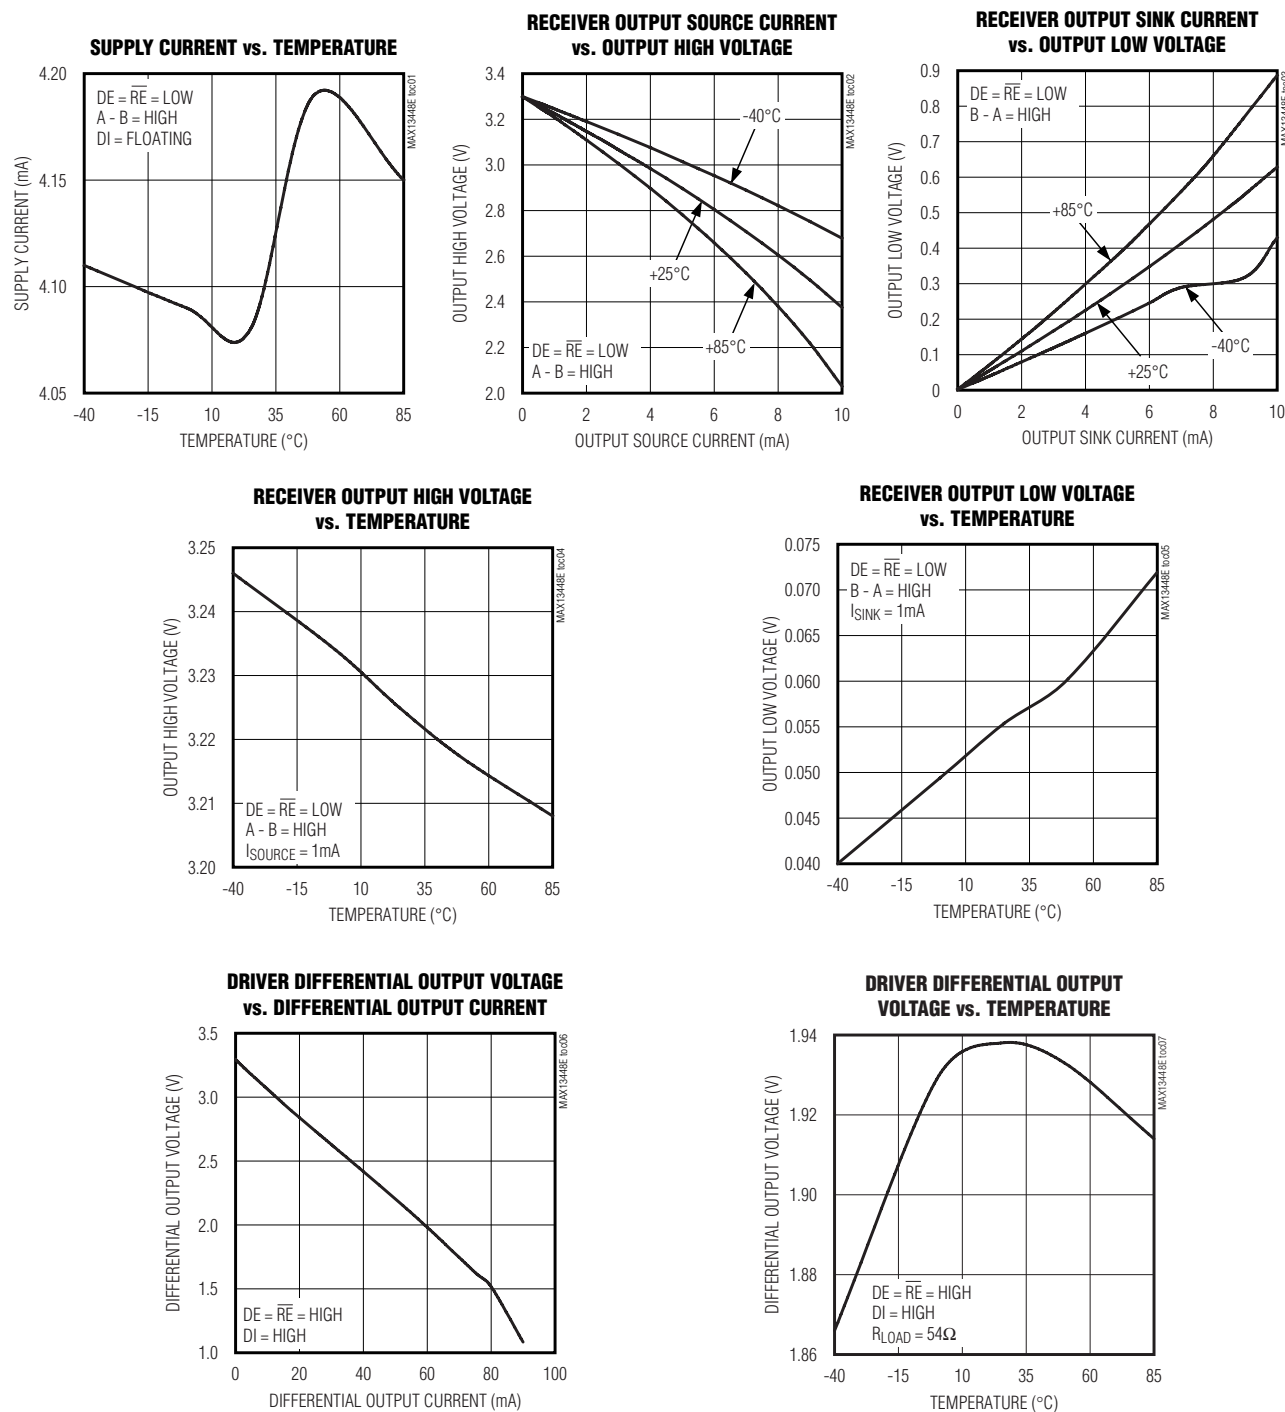 SUPPLY CURRENT vs. TEMPERATURE
4.20
4.15
4.10
4.05
SUPPLY CURRENT (mA)
DE = R̅E̅ = LOW
A - B = HIGH
DI = FLOATING
MAX13448E toc01
-40 -15 10 35 60 85
TEMPERATURE (°C)
RECEIVER OUTPUT SOURCE CURRENT
vs. OUTPUT HIGH VOLTAGE
3.4
3.2
3.0
2.8
2.6
2.4
2.2
2.0
OUTPUT HIGH VOLTAGE (V)
-40°C
+25°C
+85°C
DE = R̅E̅ = LOW
A - B = HIGH
MAX13448E toc02
0 2 4 6 8 10
OUTPUT SOURCE CURRENT (mA)
RECEIVER OUTPUT SINK CURRENT
vs. OUTPUT LOW VOLTAGE
0.9
0.8
0.7
0.6
0.5
0.4
0.3
0.2
0.1
0
OUTPUT LOW VOLTAGE (V)
DE = R̅E̅ = LOW
B - A = HIGH
+85°C
-40°C
+25°C
MAX13448E toc03
0 2 4 6 8 10
OUTPUT SINK CURRENT (mA)
RECEIVER OUTPUT HIGH VOLTAGE
vs. TEMPERATURE
3.25
3.24
3.23
3.22
3.21
3.20
OUTPUT HIGH VOLTAGE (V)
DE = R̅E̅ = LOW
A - B = HIGH
ISOURCE = 1mA
MAX13448E toc04
-40 -15 10 35 60 85
TEMPERATURE (°C)
RECEIVER OUTPUT LOW VOLTAGE
vs. TEMPERATURE
0.075
0.070
0.065
0.060
0.055
0.050
0.045
0.040
OUTPUT LOW VOLTAGE (V)
DE = R̅E̅ = LOW
B - A = HIGH
ISINK = 1mA
MAX13448E toc05
-40 -15 10 35 60 85
TEMPERATURE (°C)
DRIVER DIFFERENTIAL OUTPUT VOLTAGE
vs. DIFFERENTIAL OUTPUT CURRENT
3.5
3.0
2.5
2.0
1.5
1.0
DIFFERENTIAL OUTPUT VOLTAGE (V)
DE = R̅E̅ = HIGH
DI = HIGH
MAX13448E toc06
0 20 40 60 80 100
DIFFERENTIAL OUTPUT CURRENT (mA)
DRIVER DIFFERENTIAL OUTPUT
VOLTAGE vs. TEMPERATURE
1.94
1.92
1.90
1.88
1.86
DIFFERENTIAL OUTPUT VOLTAGE (V)
DE = R̅E̅ = HIGH
DI = HIGH
RLOAD = 54Ω
MAX13448E toc07
-40 -15 10 35 60 85
TEMPERATURE (°C)